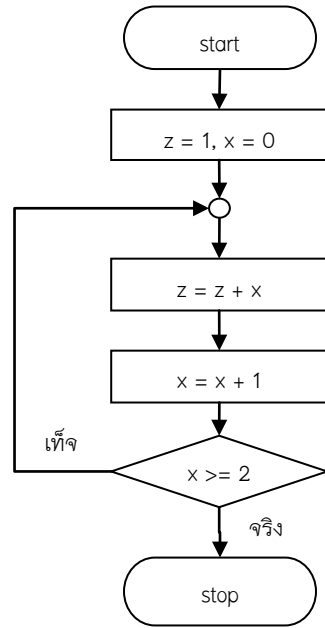 start
z = 1, x = 0
z = z + x
x = x + 1
เท็จ
x >= 2
จริง
stop